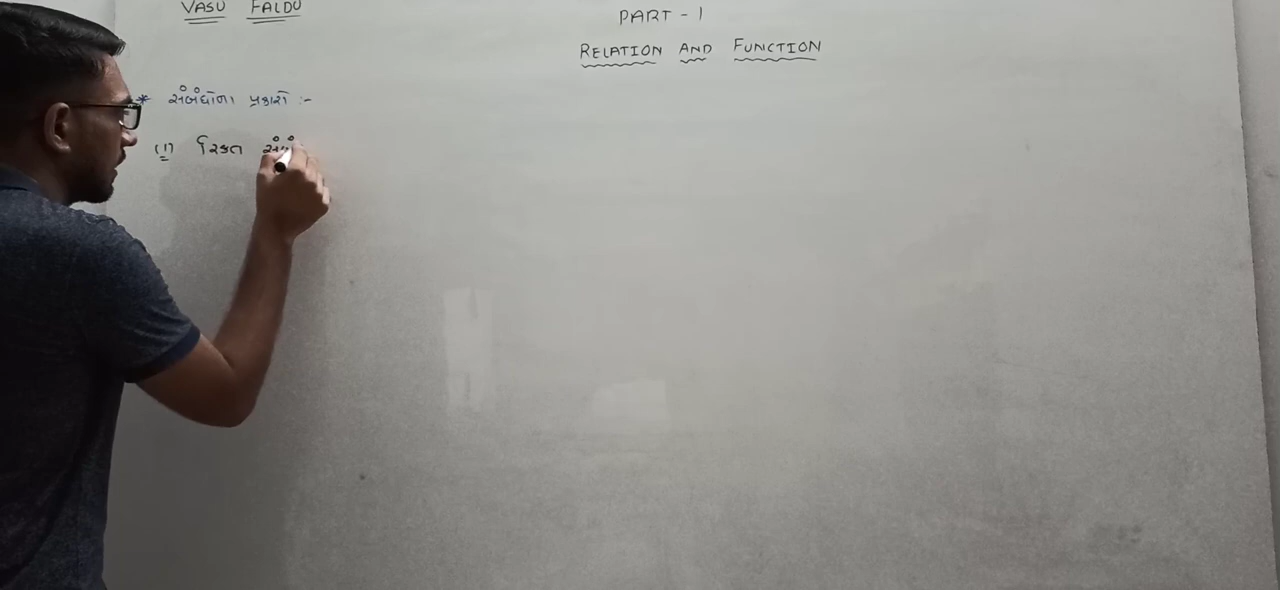 VASU FALDU
PART - 1
RELATION AND FUNCTION
* સંબંધોના પ્રકારો :-
(1) રિક્ત સંબં